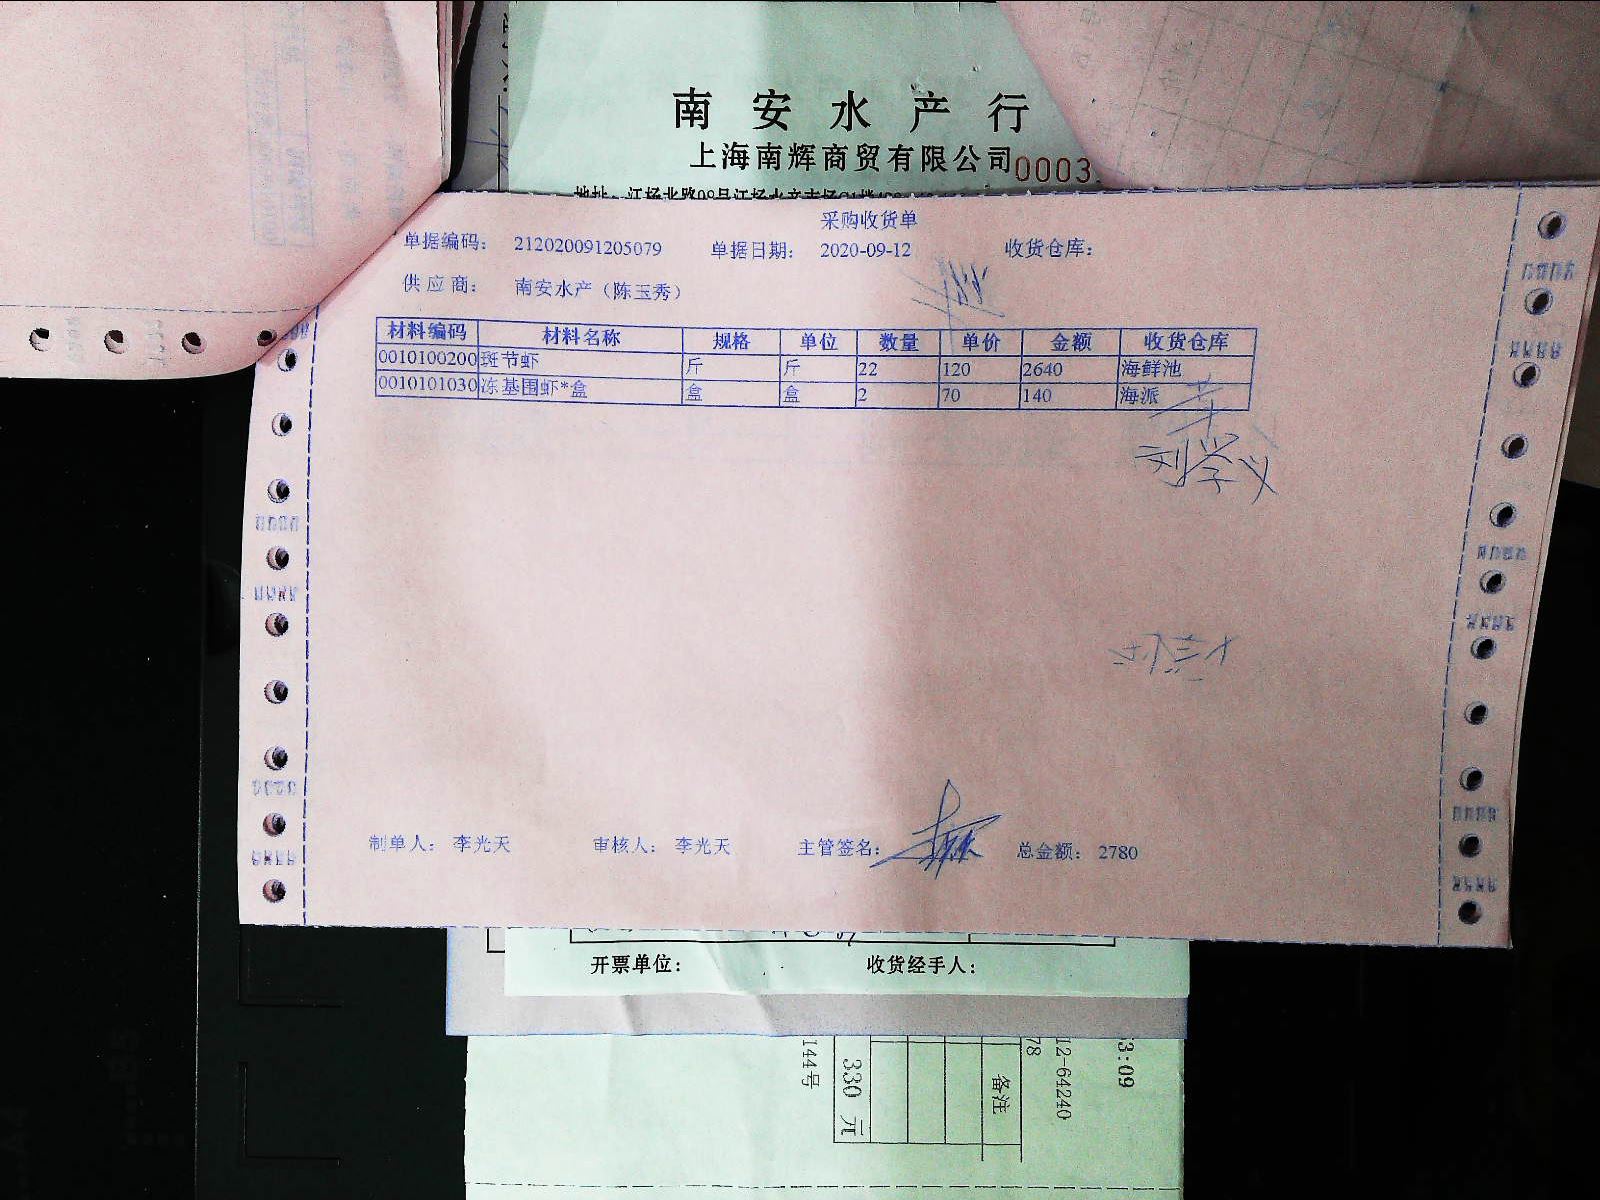 南安水产行
上海南辉商贸有限公司 0003
采购收货单
单据编码： 212020091205079 单据日期： 2020-09-12 收货仓库：
供应商： 南安水产（陈玉秀）
材料编码 材料名称 规格 单位 数量 单价 金额 收货仓库
0010100200 斑节虾 斤 斤 22 120 2640 海鲜池
0010101030 冻基围虾*盒 盒 盒 2 70 140 海派
刘学义
制单人： 李光天 审核人： 李光天 主管签名： 总金额： 2780
开票单位： 收货经手人：
3:09
12-64240
78
备注
330 元
144号